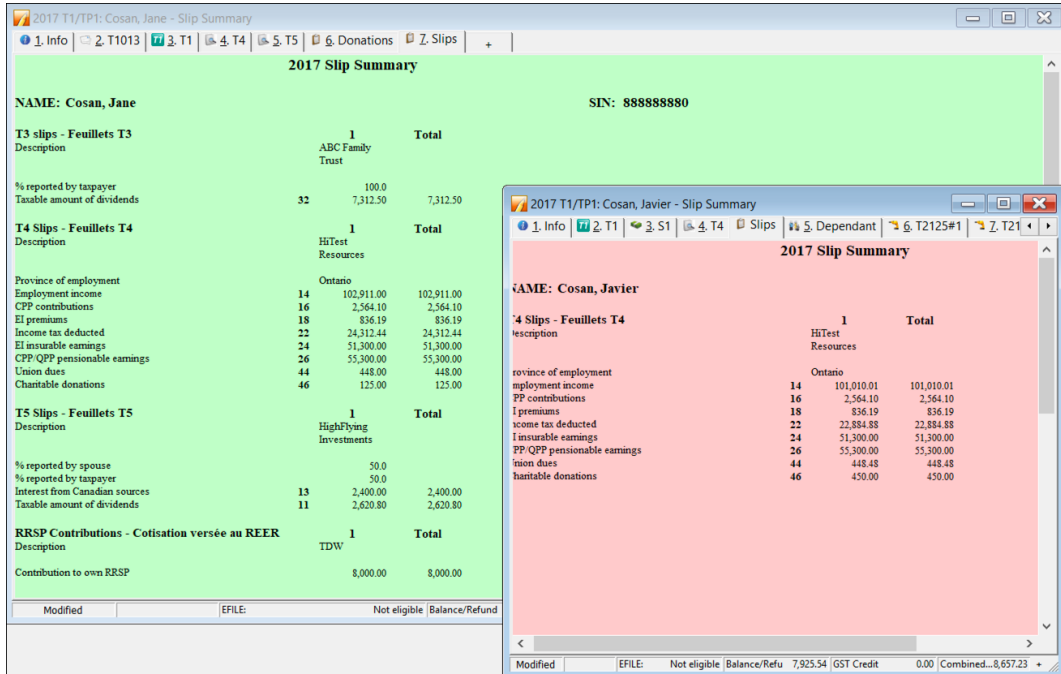 2017 T1/TP1: Cosan, Jane - Slip Summary
1. Info 2. T1013 3. T1 4. T4 5. T5 6. Donations 7. Slips +
2017 Slip Summary
NAME: Cosan, Jane SIN: 888888880
T3 slips - Feuillets T3 1 Total
Description ABC Family
Trust
% reported by taxpayer 100.0
Taxable amount of dividends 32 7,312.50 7,312.50
T4 Slips - Feuillets T4 1 Total
Description HiTest
Resources
Province of employment Ontario
Employment income 14 102,911.00 102,911.00
CPP contributions 16 2,564.10 2,564.10
EI premiums 18 836.19 836.19
Income tax deducted 22 24,312.44 24,312.44
EI insurable earnings 24 51,300.00 51,300.00
CPP/QPP pensionable earnings 26 55,300.00 55,300.00
Union dues 44 448.00 448.00
Charitable donations 46 125.00 125.00
T5 Slips - Feuillets T5 1 Total
Description HighFlying
Investments
% reported by spouse 50.0
% reported by taxpayer 50.0
Interest from Canadian sources 13 2,400.00 2,400.00
Taxable amount of dividends 11 2,620.80 2,620.80
RRSP Contributions - Cotisation versée au REER 1 Total
Description TDW
Contribution to own RRSP 8,000.00 8,000.00
Modified EFILE: Not eligible Balance/Refund
2017 T1/TP1: Cosan, Javier - Slip Summary
1. Info 2. T1 3. S1 4. T4 Slips 5. Dependant 6. T2125#1 7. T21
2017 Slip Summary
NAME: Cosan, Javier
T4 Slips - Feuillets T4 1 Total
Description HiTest
Resources
rovince of employment Ontario
mployment income 14 101,010.01 101,010.01
PP contributions 16 2,564.10 2,564.10
I premiums 18 836.19 836.19
ncome tax deducted 22 22,884.88 22,884.88
I insurable earnings 24 51,300.00 51,300.00
PP/QPP pensionable earnings 26 55,300.00 55,300.00
nion dues 44 448.48 448.48
haritable donations 46 450.00 450.00
Modified EFILE: Not eligible Balance/Refu 7,925.54 GST Credit 0.00 Combined...8,657.23 +